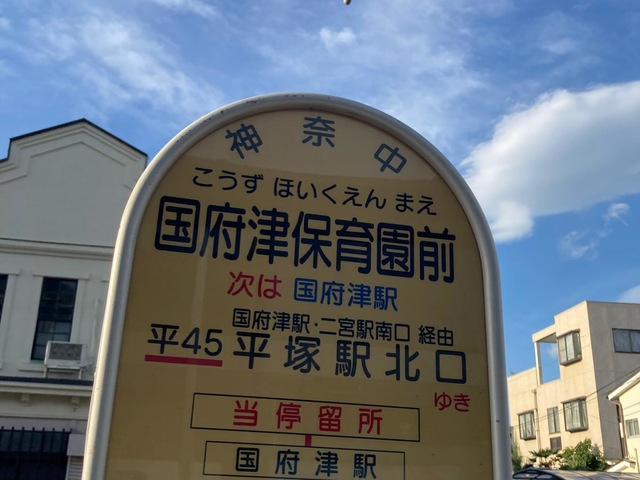 神奈中
こうず ほいくえん まえ
国府津保育園前
次は 国府津駅
国府津駅・二宮駅南口 経由
平45 平塚駅北口
ゆき
当停留所
国府津駅